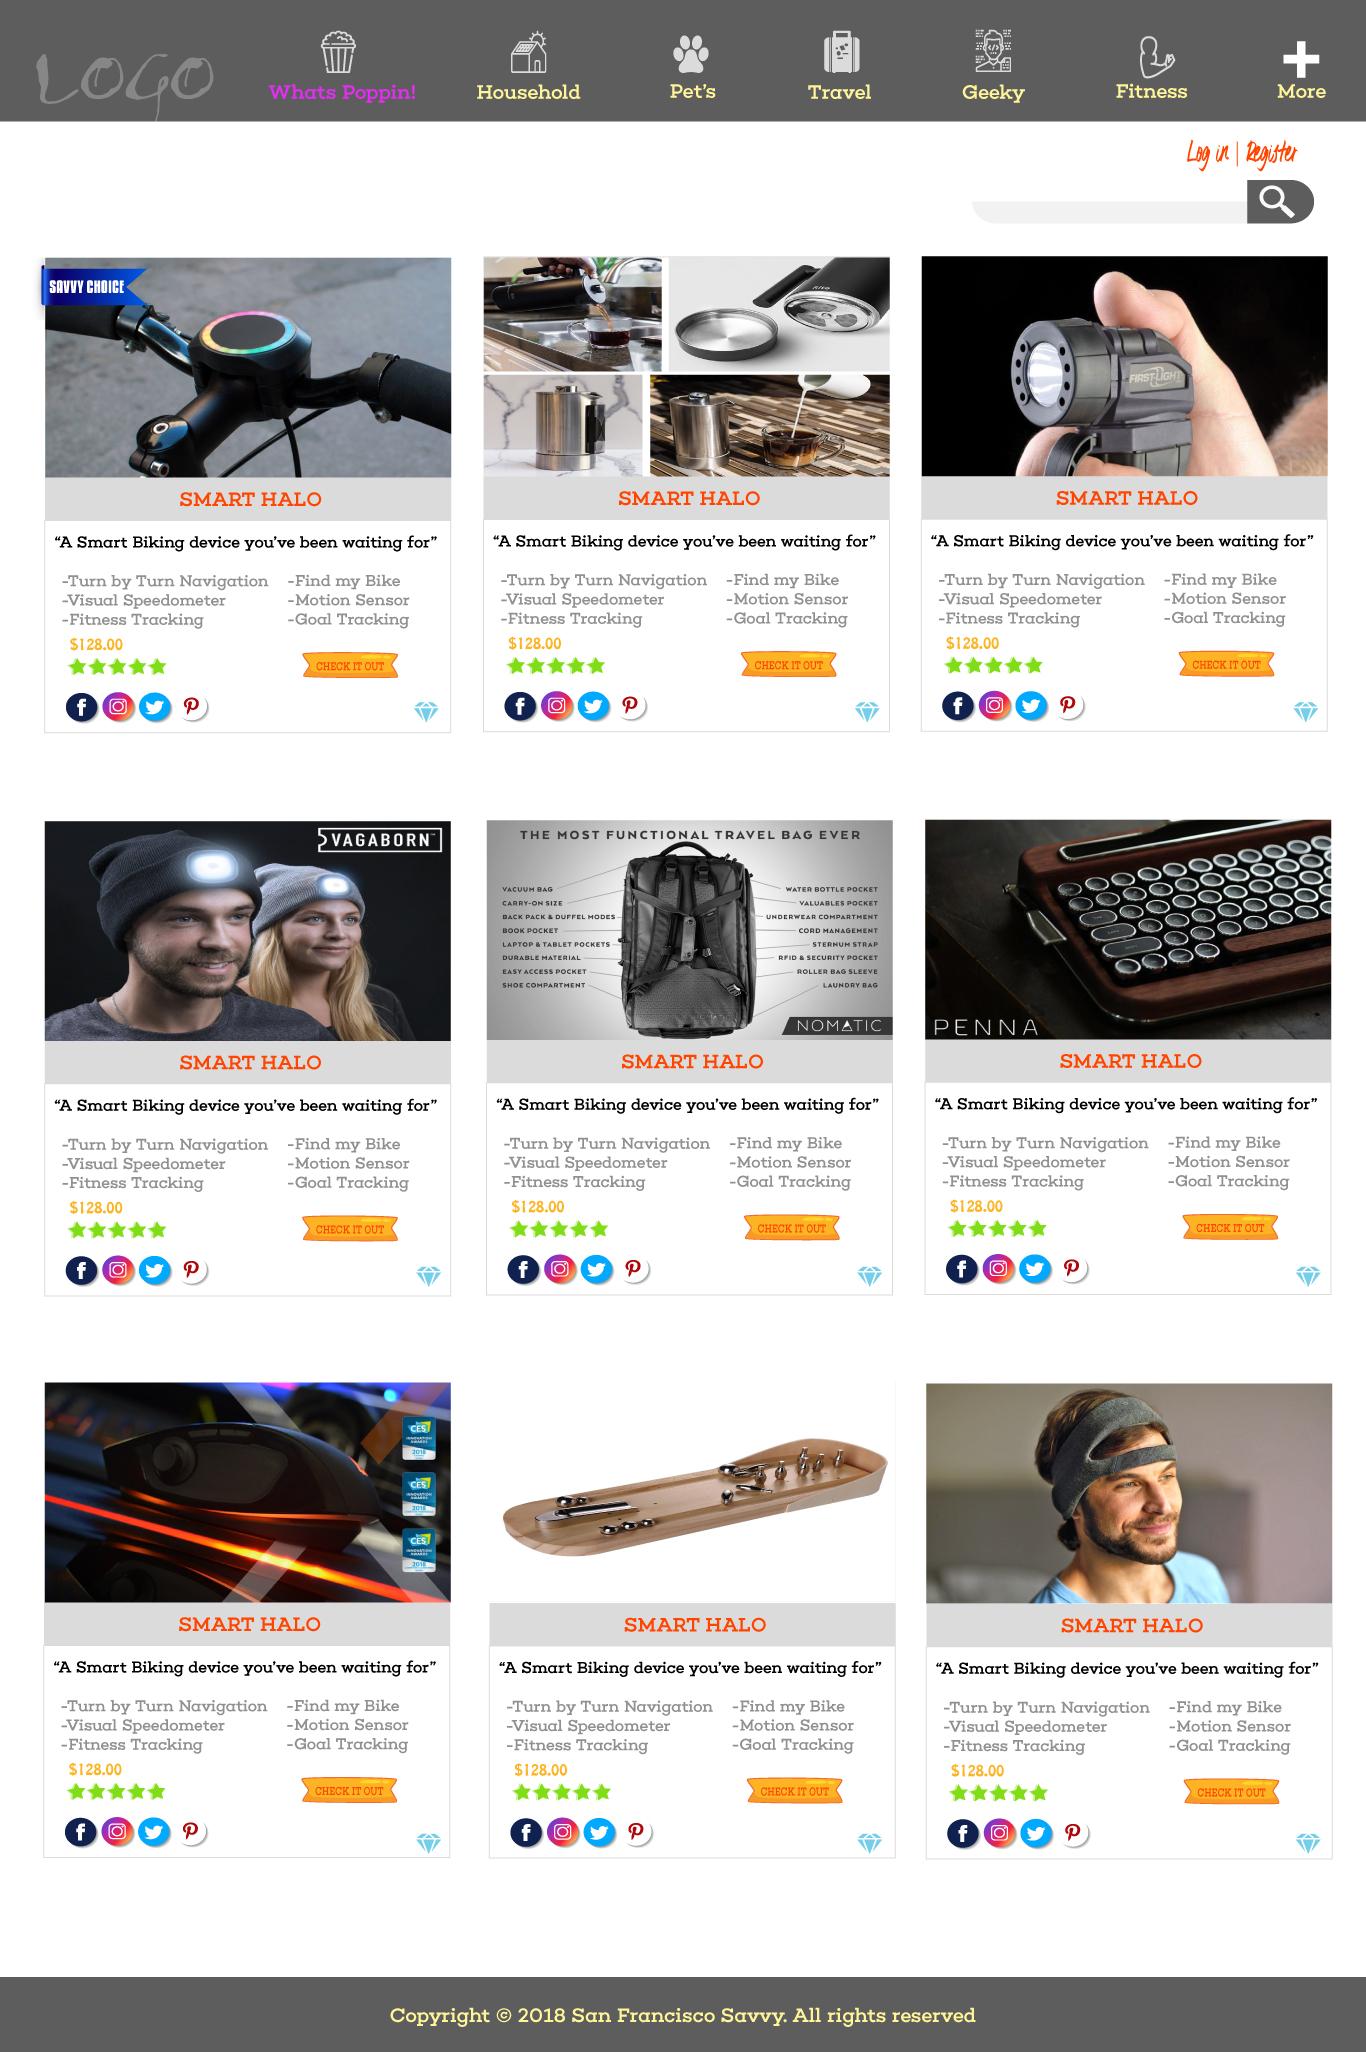 LOGO
Whats Poppin!
Household
Pet's
Travel
Geeky
Fitness
More
Log in | Register
SAVVY CHOICE
SMART HALO
“A Smart Biking device you’ve been waiting for”
-Turn by Turn Navigation -Find my Bike
-Visual Speedometer -Motion Sensor
-Fitness Tracking -Goal Tracking
$128.00
CHECK IT OUT
FIRST-LIGHT
SMART HALO
“A Smart Biking device you’ve been waiting for”
-Turn by Turn Navigation -Find my Bike
-Visual Speedometer -Motion Sensor
-Fitness Tracking -Goal Tracking
$128.00
CHECK IT OUT
SMART HALO
“A Smart Biking device you’ve been waiting for”
-Turn by Turn Navigation -Find my Bike
-Visual Speedometer -Motion Sensor
-Fitness Tracking -Goal Tracking
$128.00
CHECK IT OUT
VAGABORN™
SMART HALO
“A Smart Biking device you’ve been waiting for”
-Turn by Turn Navigation -Find my Bike
-Visual Speedometer -Motion Sensor
-Fitness Tracking -Goal Tracking
$128.00
CHECK IT OUT
THE MOST FUNCTIONAL TRAVEL BAG EVER
VACUUM BAG
CARRY-ON SIZE
BACK PACK & DUFFEL MODES
BOOK POCKET
LAPTOP & TABLET POCKETS
DURABLE MATERIAL
EASY ACCESS POCKET
SHOE COMPARTMENT
WATER BOTTLE POCKET
VALUABLES POCKET
UNDERWEAR COMPARTMENT
CORD MANAGEMENT
STERNUM STRAP
RFID & SECURITY POCKET
ROLLER BAG SLEEVE
LAUNDRY BAG
NOMATIC
SMART HALO
“A Smart Biking device you’ve been waiting for”
-Turn by Turn Navigation -Find my Bike
-Visual Speedometer -Motion Sensor
-Fitness Tracking -Goal Tracking
$128.00
CHECK IT OUT
PENNA
SMART HALO
“A Smart Biking device you’ve been waiting for”
-Turn by Turn Navigation -Find my Bike
-Visual Speedometer -Motion Sensor
-Fitness Tracking -Goal Tracking
$128.00
CHECK IT OUT
CES
INNOVATION
AWARDS
2018
CES
INNOVATION
AWARDS
2018
CES
INNOVATION
AWARDS
2018
SMART HALO
“A Smart Biking device you’ve been waiting for”
-Turn by Turn Navigation -Find my Bike
-Visual Speedometer -Motion Sensor
-Fitness Tracking -Goal Tracking
$128.00
CHECK IT OUT
SMART HALO
“A Smart Biking device you’ve been waiting for”
-Turn by Turn Navigation -Find my Bike
-Visual Speedometer -Motion Sensor
-Fitness Tracking -Goal Tracking
$128.00
CHECK IT OUT
SMART HALO
“A Smart Biking device you’ve been waiting for”
-Turn by Turn Navigation -Find my Bike
-Visual Speedometer -Motion Sensor
-Fitness Tracking -Goal Tracking
$128.00
CHECK IT OUT
Copyright © 2018 San Francisco Savvy. All rights reserved